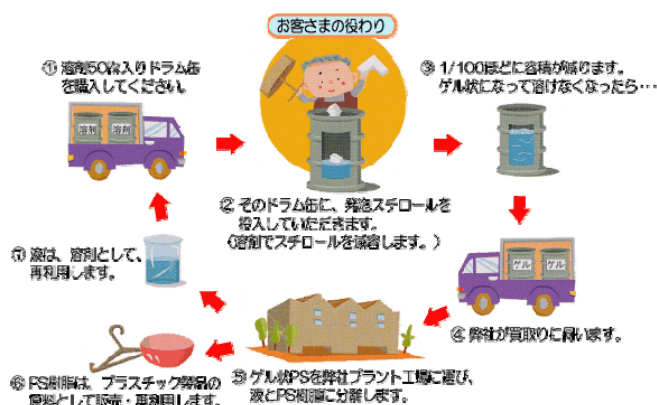 お客さまの役わり
① 溶剤50㍑入りドラム缶
を購入してください。
溶剤 溶剤
② そのドラム缶に、発泡スチロールを
投入していただきます。
(溶剤でスチロールを減容します。)
③ 1/100ほどに容積が減ります。
ゲル状になって溶けなくなったら…
ゲル ゲル
④ 弊社が買取りに伺います。
⑤ ゲル状PSを弊社プラント工場に運び、
液とPS樹脂に分離します。
⑥ PS樹脂は、プラスチック製品の
原料として販売・再利用します。
⑦ 液は、溶剤として、
再利用します。